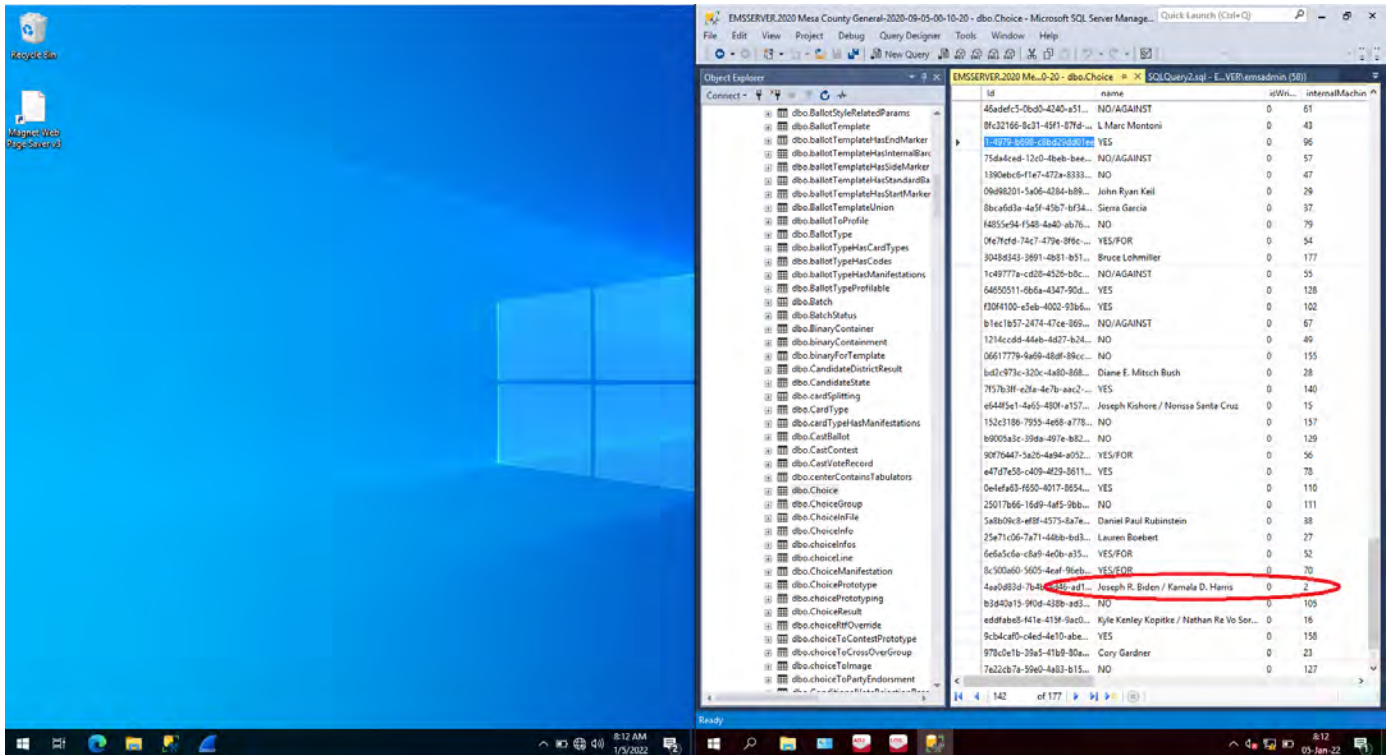 Recycle Bin
Magnet Web
Page Saver v3
EMSSERVER.2020 Mesa County General-2020-09-05-00-10-20 - dbo.Choice - Microsoft SQL Server Manage...
Quick Launch (Ctrl+Q)
File Edit View Project Debug Query Designer Tools Window Help
New Query
Object Explorer
EMSSERVER.2020 Me...0-20 - dbo.Choice
SQLQuery2.sql - E...VER\emsadmin (58))
Connect
dbo.BallotStyleRelatedParams
dbo.BallotTemplate
dbo.ballotTemplateHasEndMarker
dbo.ballotTemplateHasInternalBarc
dbo.ballotTemplateHasSideMarker
dbo.ballotTemplateHasStandardBa
dbo.ballotTemplateHasStartMarker
dbo.BallotTemplateUnion
dbo.ballotToProfile
dbo.BallotType
dbo.ballotTypeHasCardTypes
dbo.ballotTypeHasCodes
dbo.ballotTypeHasManifestations
dbo.BallotTypeProfilable
dbo.Batch
dbo.BatchStatus
dbo.BinaryContainer
dbo.binaryContainment
dbo.binaryForTemplate
dbo.CandidateDistrictResult
dbo.CandidateState
dbo.cardSplitting
dbo.CardType
dbo.cardTypeHasManifestations
dbo.CastBallot
dbo.CastContest
dbo.CastVoteRecord
dbo.centerContainsTabulators
dbo.Choice
dbo.ChoiceGroup
dbo.ChoiceInFile
dbo.ChoiceInfo
dbo.choiceInfos
dbo.choiceLine
dbo.ChoiceManifestation
dbo.ChoicePrototype
dbo.choicePrototyping
dbo.ChoiceResult
dbo.choiceRtfOverride
dbo.choiceToContestPrototype
dbo.choiceToCrossOverGroup
dbo.choiceToImage
dbo.choiceToPartyEndorsment
Id name isWri... internalMachin
46adefc5-0bd0-4240-a51... NO/AGAINST 0 61
8fc32166-8c31-45f1-87fd-... L Marc Montoni 0 43
1-4979-b698-c8bd29dd01ee YES 0 96
75da4ced-12c0-4beb-bee... NO/AGAINST 0 57
1390ebc6-f1e7-472a-8333... NO 0 47
09d98201-5a06-4284-b89... John Ryan Keil 0 29
8bca6d3a-4a5f-45b7-bf34... Sierra Garcia 0 37
f4855e94-f548-4a40-ab76... NO 0 79
0fe7fcfd-74c7-479e-8f6c-... YES/FOR 0 54
3048d343-3691-4b81-b51... Bruce Lohmiller 0 177
1c49777a-cd28-4526-b8c... NO/AGAINST 0 55
64650511-6b6a-4347-90d... YES 0 128
f30f4100-e5eb-4002-93b6... YES 0 102
b1ec1b57-2474-47ce-869... NO/AGAINST 0 67
1214ccdd-44eb-4d27-b24... NO 0 49
06617779-9a69-48df-89cc... NO 0 155
bd2c973c-320c-4a80-868... Diane E. Mitsch Bush 0 28
7f57b3ff-e2fa-4e7b-aac2-... YES 0 140
e644f5e1-4a65-480f-a157... Joseph Kishore / Norissa Santa Cruz 0 15
152c3186-7955-4e68-a778... NO 0 157
b9005a3c-39da-497e-b82... NO 0 129
90f76447-5a26-4a94-a052... YES/FOR 0 56
e47d7e58-c409-4f29-8611... YES 0 78
0e4efa63-f650-4017-8654... YES 0 110
25017b66-16d9-4af5-9bb... NO 0 111
5a8b09c8-ef8f-4575-8a7e... Daniel Paul Rubinstein 0 38
25e71c06-7a71-44bb-bd3... Lauren Boebert 0 27
6e6a5c6a-c8a9-4e0b-a35... YES/FOR 0 52
8c500a60-5605-4eaf-96eb... YES/FOR 0 70
Joseph R. Biden / Kamala D. Harris 0 2
b3d40a15-9f0d-438b-ad3... NO 0 105
eddfabe8-f41e-415f-9ac0... Kyle Kenley Kopitke / Nathan Re Vo Sor... 0 16
9cb4caf0-c4ed-4e10-abe... YES 0 158
978c0e1b-39a5-41b9-80a... Cory Gardner 0 23
7e22cb7a-59e0-4a83-b15... NO 0 127
142 of 177
Ready
8:12 AM
1/5/2022
8:12
05-Jan-22